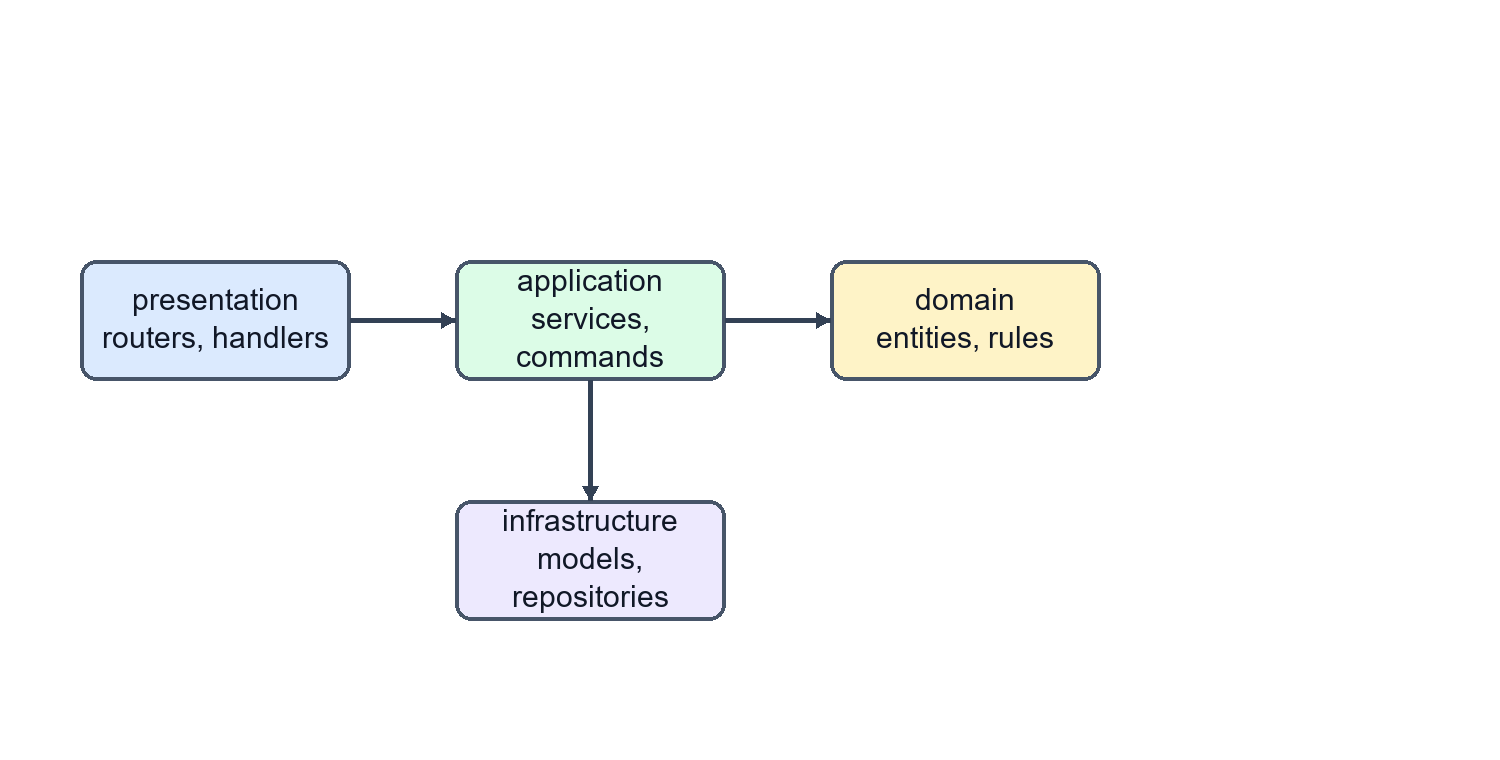 presentation
routers, handlers
application
services,
commands
domain
entities, rules
infrastructure
models,
repositories